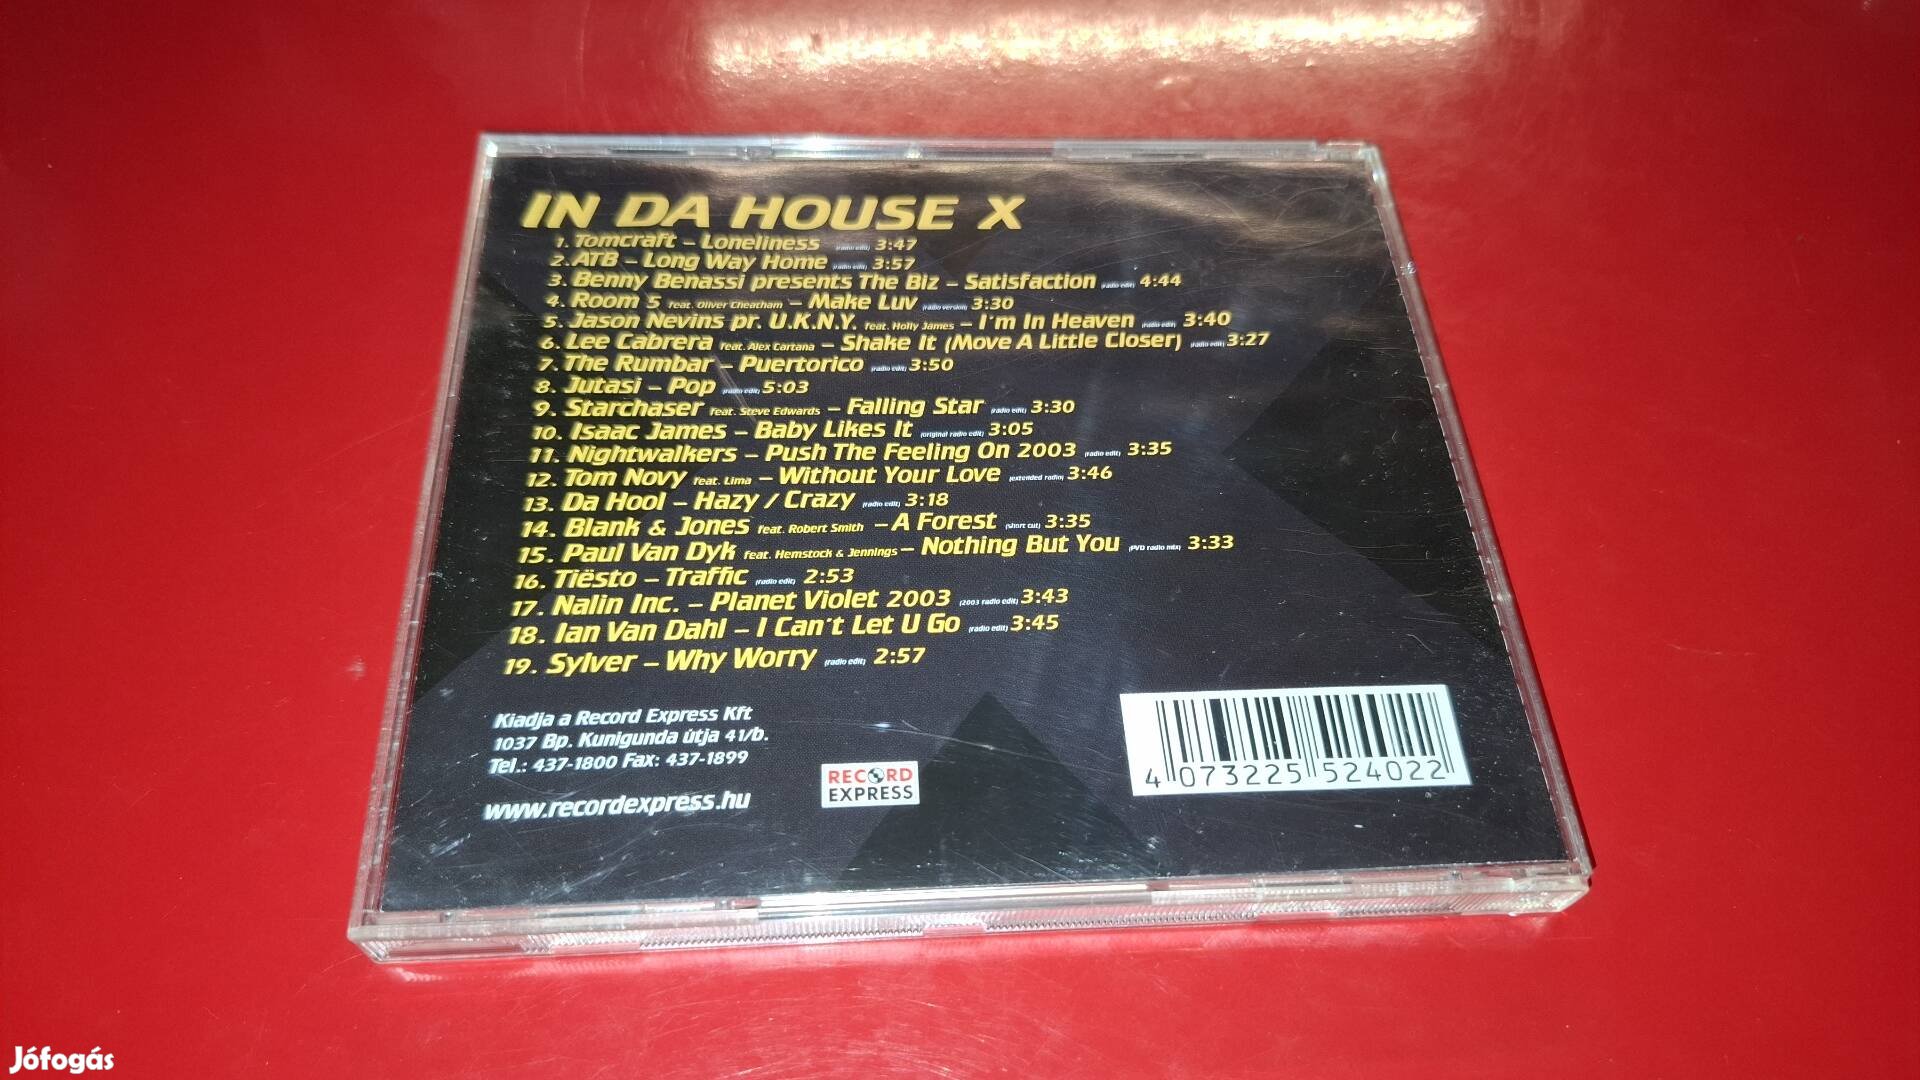 IN DA HOUSE X
1. Tomcraft – Loneliness (radio edit) 3:47
2. ATB – Long Way Home (radio edit) 3:57
3. Benny Benassi presents The Biz – Satisfaction (radio edit) 4:44
4. Room 5 feat. Oliver Cheatham – Make Luv (radio version) 3:30
5. Jason Nevins pr. U.K.N.Y. feat. Holly James – I'm In Heaven (radio edit) 3:40
6. Lee Cabrera feat. Alex Cartana – Shake It (Move A Little Closer) (radio edit) 3:27
7. The Rumbar – Puertorico (radio edit) 3:50
8. Jutasi – Pop (radio edit) 5:03
9. Starchaser feat. Steve Edwards – Falling Star (radio edit) 3:30
10. Isaac James – Baby Likes It (original radio edit) 3:05
11. Nightwalkers – Push The Feeling On 2003 (radio edit) 3:35
12. Tom Novy feat. Lima – Without Your Love (extended radio) 3:46
13. Da Hool – Hazy / Crazy (radio edit) 3:18
14. Blank & Jones feat. Robert Smith – A Forest (short cut) 3:35
15. Paul Van Dyk feat. Hemstock & Jennings – Nothing But You (PVD radio mix) 3:33
16. Tiësto – Traffic (radio edit) 2:53
17. Nalin Inc. – Planet Violet 2003 (2003 radio edit) 3:43
18. Ian Van Dahl – I Can't Let U Go (radio edit) 3:45
19. Sylver – Why Worry (radio edit) 2:57
Kiadja a Record Express Kft
1037 Bp. Kunigunda útja 41/b.
Tel.: 437-1800 Fax: 437-1899
www.recordexpress.hu
RECORD
EXPRESS
4 073225 524022
Jófogás